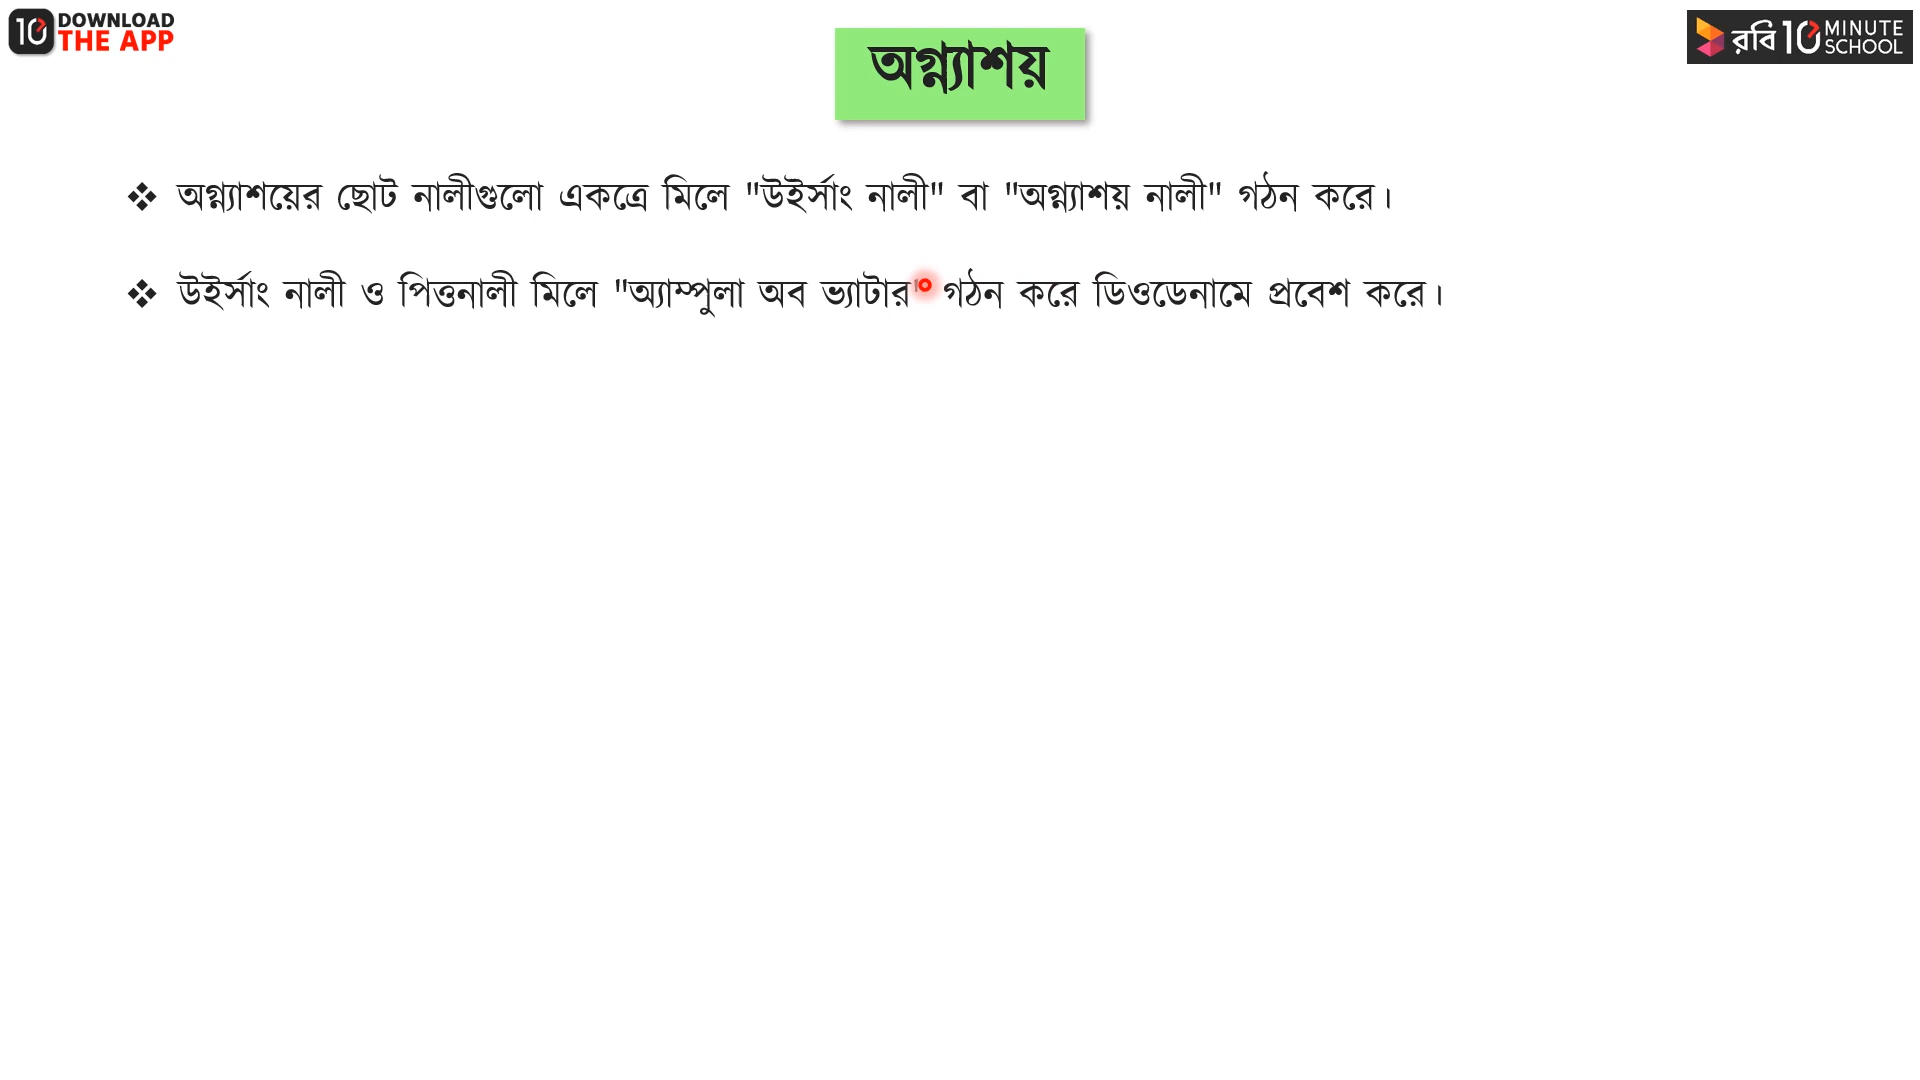 DOWNLOAD
THE APP
অগ্ন্যাশয়
রবি 10 MINUTE SCHOOL
❖ অগ্ন্যাশয়ের ছোট নালীগুলো একত্রে মিলে "উইর্সাং নালী" বা "অগ্ন্যাশয় নালী" গঠন করে।
❖ উইর্সাং নালী ও পিত্তনালী মিলে "অ্যাম্পুলা অব ভ্যাটার" গঠন করে ডিওডেনামে প্রবেশ করে।